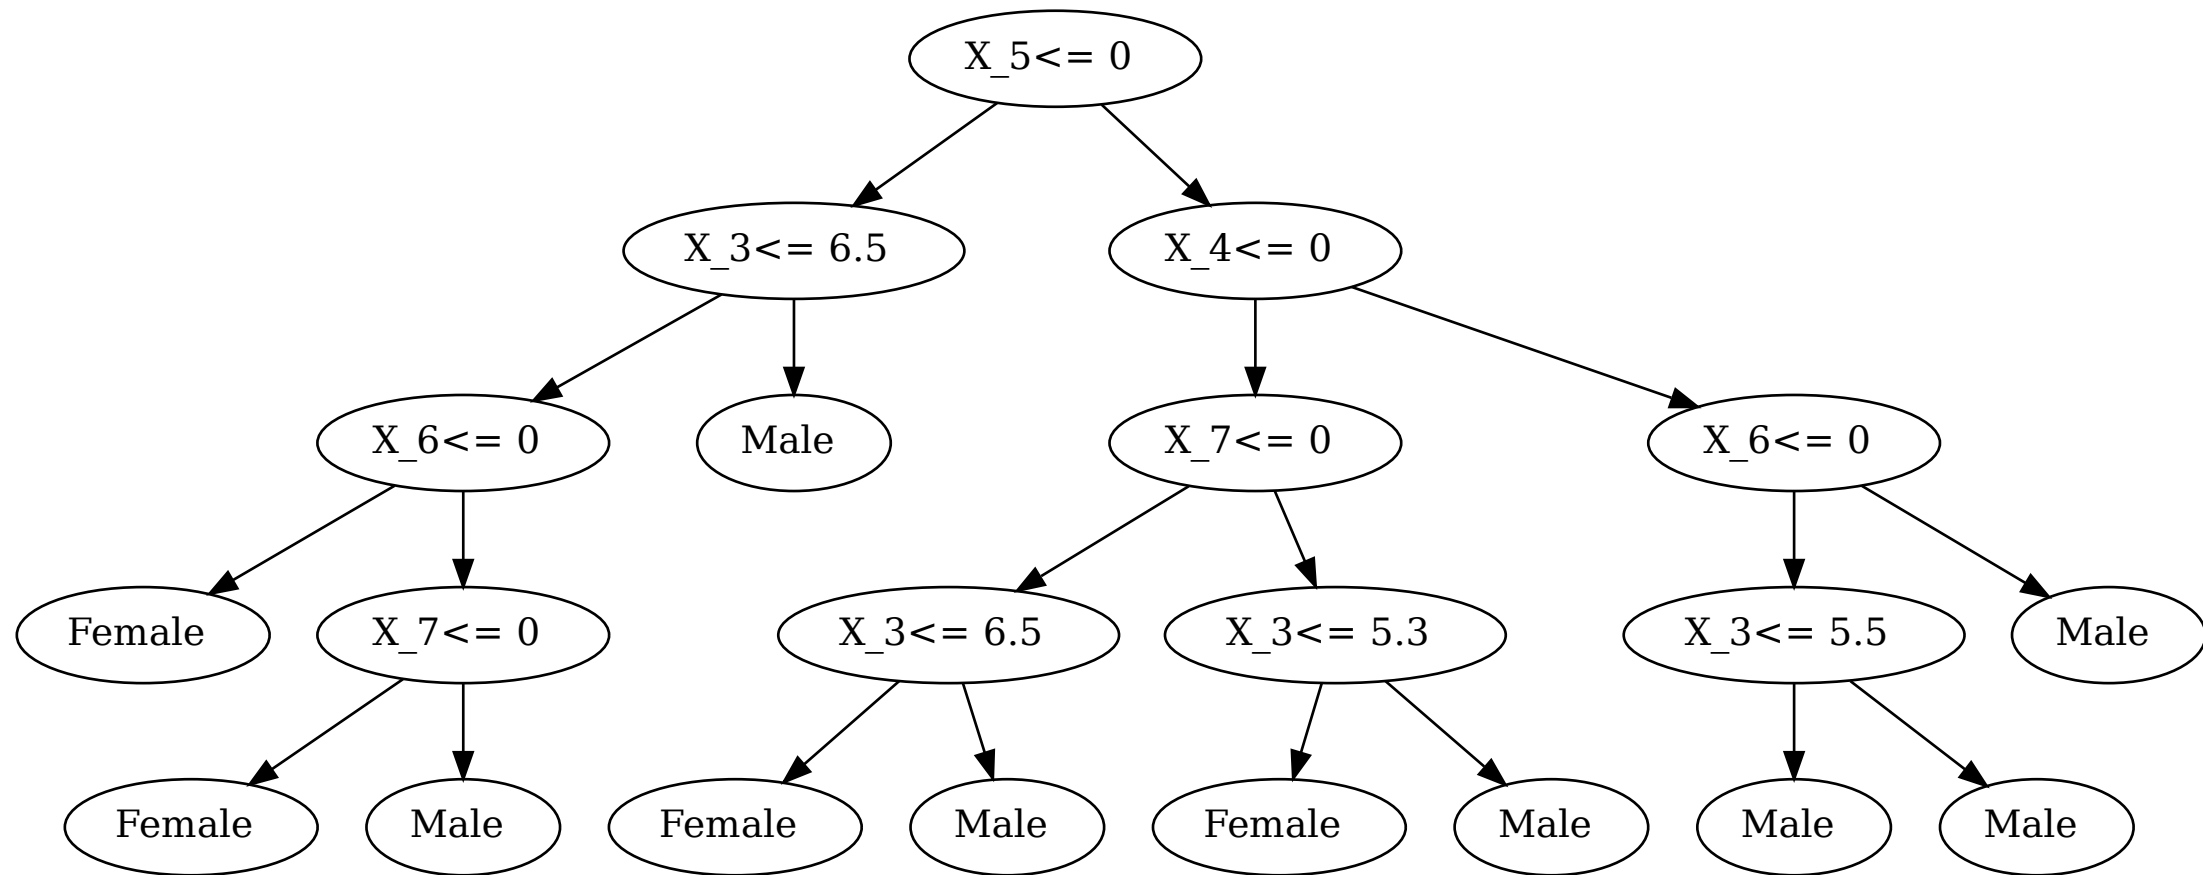 X_5<= 0
X_3<= 6.5
X_4<= 0
X_6<= 0
Male
X_7<= 0
X_6<= 0
Female
X_7<= 0
X_3<= 6.5
X_3<= 5.3
X_3<= 5.5
Male
Female
Male
Female
Male
Female
Male
Male
Male